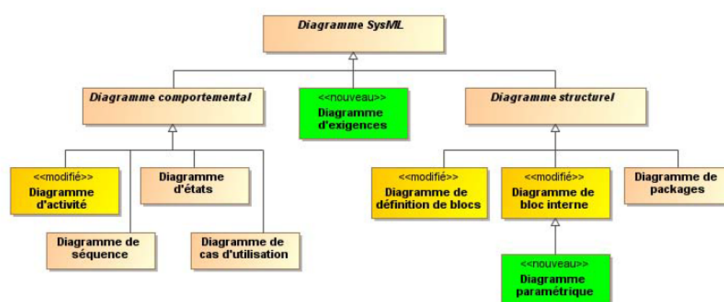 Diagramme SysML
Diagramme comportemental
<<nouveau>>
Diagramme
d'exigences
Diagramme structurel
<<modifié>>
Diagramme
d'activité
Diagramme
d'états
<<modifié>>
Diagramme de
définition de blocs
<<modifié>>
Diagramme de
bloc interne
Diagramme de
packages
Diagramme de
séquence
Diagramme de
cas d'utilisation
<<nouveau>>
Diagramme
paramétrique